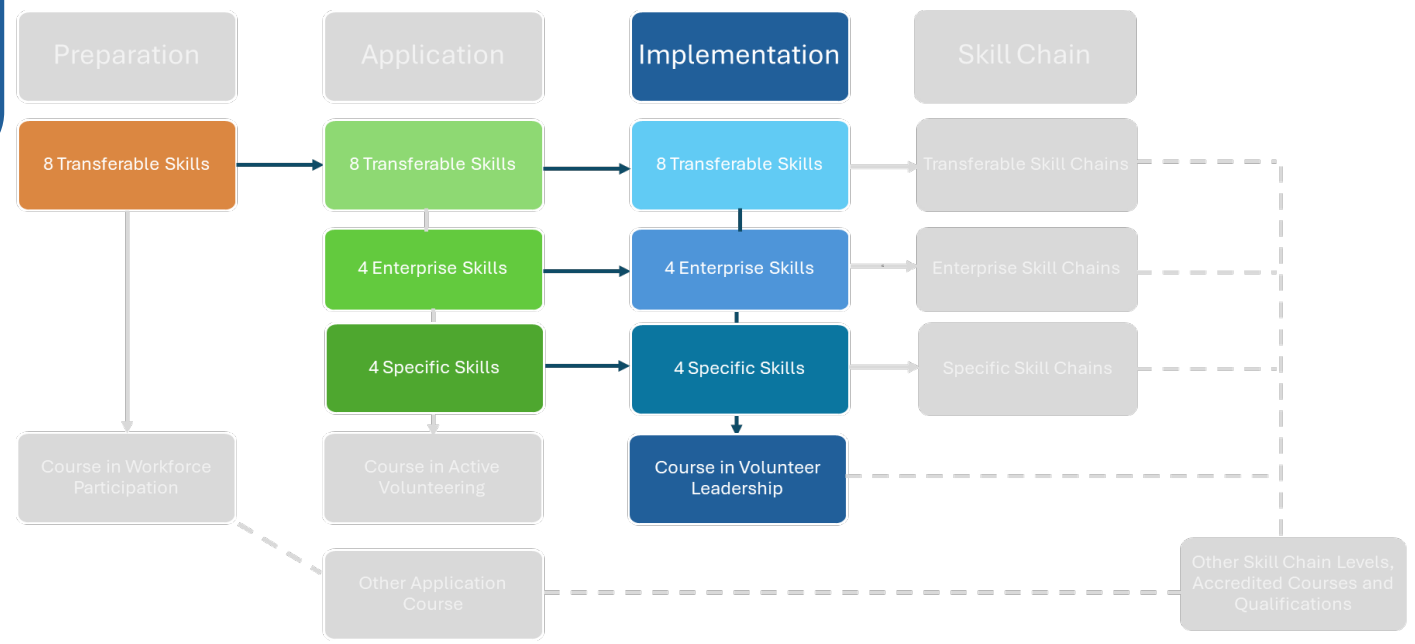 Preparation
Application
Implementation
Skill Chain
8 Transferable Skills
8 Transferable Skills
8 Transferable Skills
Transferable Skill Chains
4 Enterprise Skills
4 Enterprise Skills
Enterprise Skill Chains
4 Specific Skills
4 Specific Skills
Specific Skill Chains
Course in Workforce
Participation
Course in Active
Volunteering
Course in Volunteer
Leadership
Other Application
Course
Other Skill Chain Levels,
Accredited Courses and
Qualifications